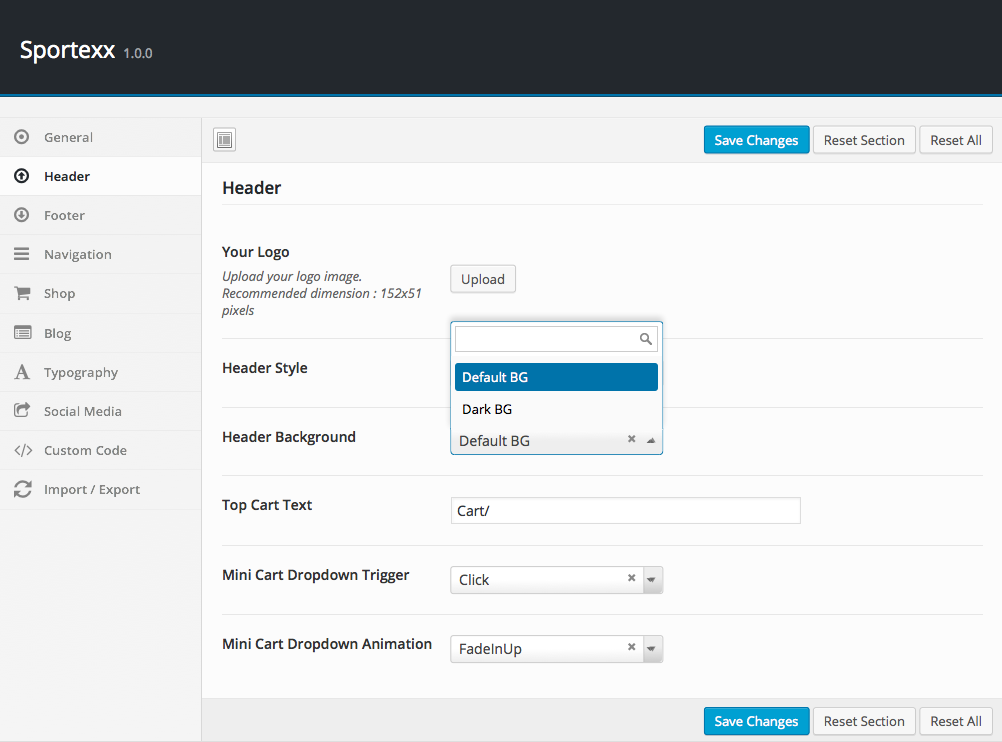 Sportexx 1.0.0
General
Header
Footer
Navigation
Shop
Blog
Typography
Social Media
Custom Code
Import / Export
Save Changes Reset Section Reset All
Header
Your Logo
Upload your logo image.
Recommended dimension : 152x51
pixels
Upload
Header Style
Default BG
Dark BG
Header Background
Default BG
Top Cart Text
Cart/
Mini Cart Dropdown Trigger
Click
Mini Cart Dropdown Animation
FadeInUp
Save Changes Reset Section Reset All